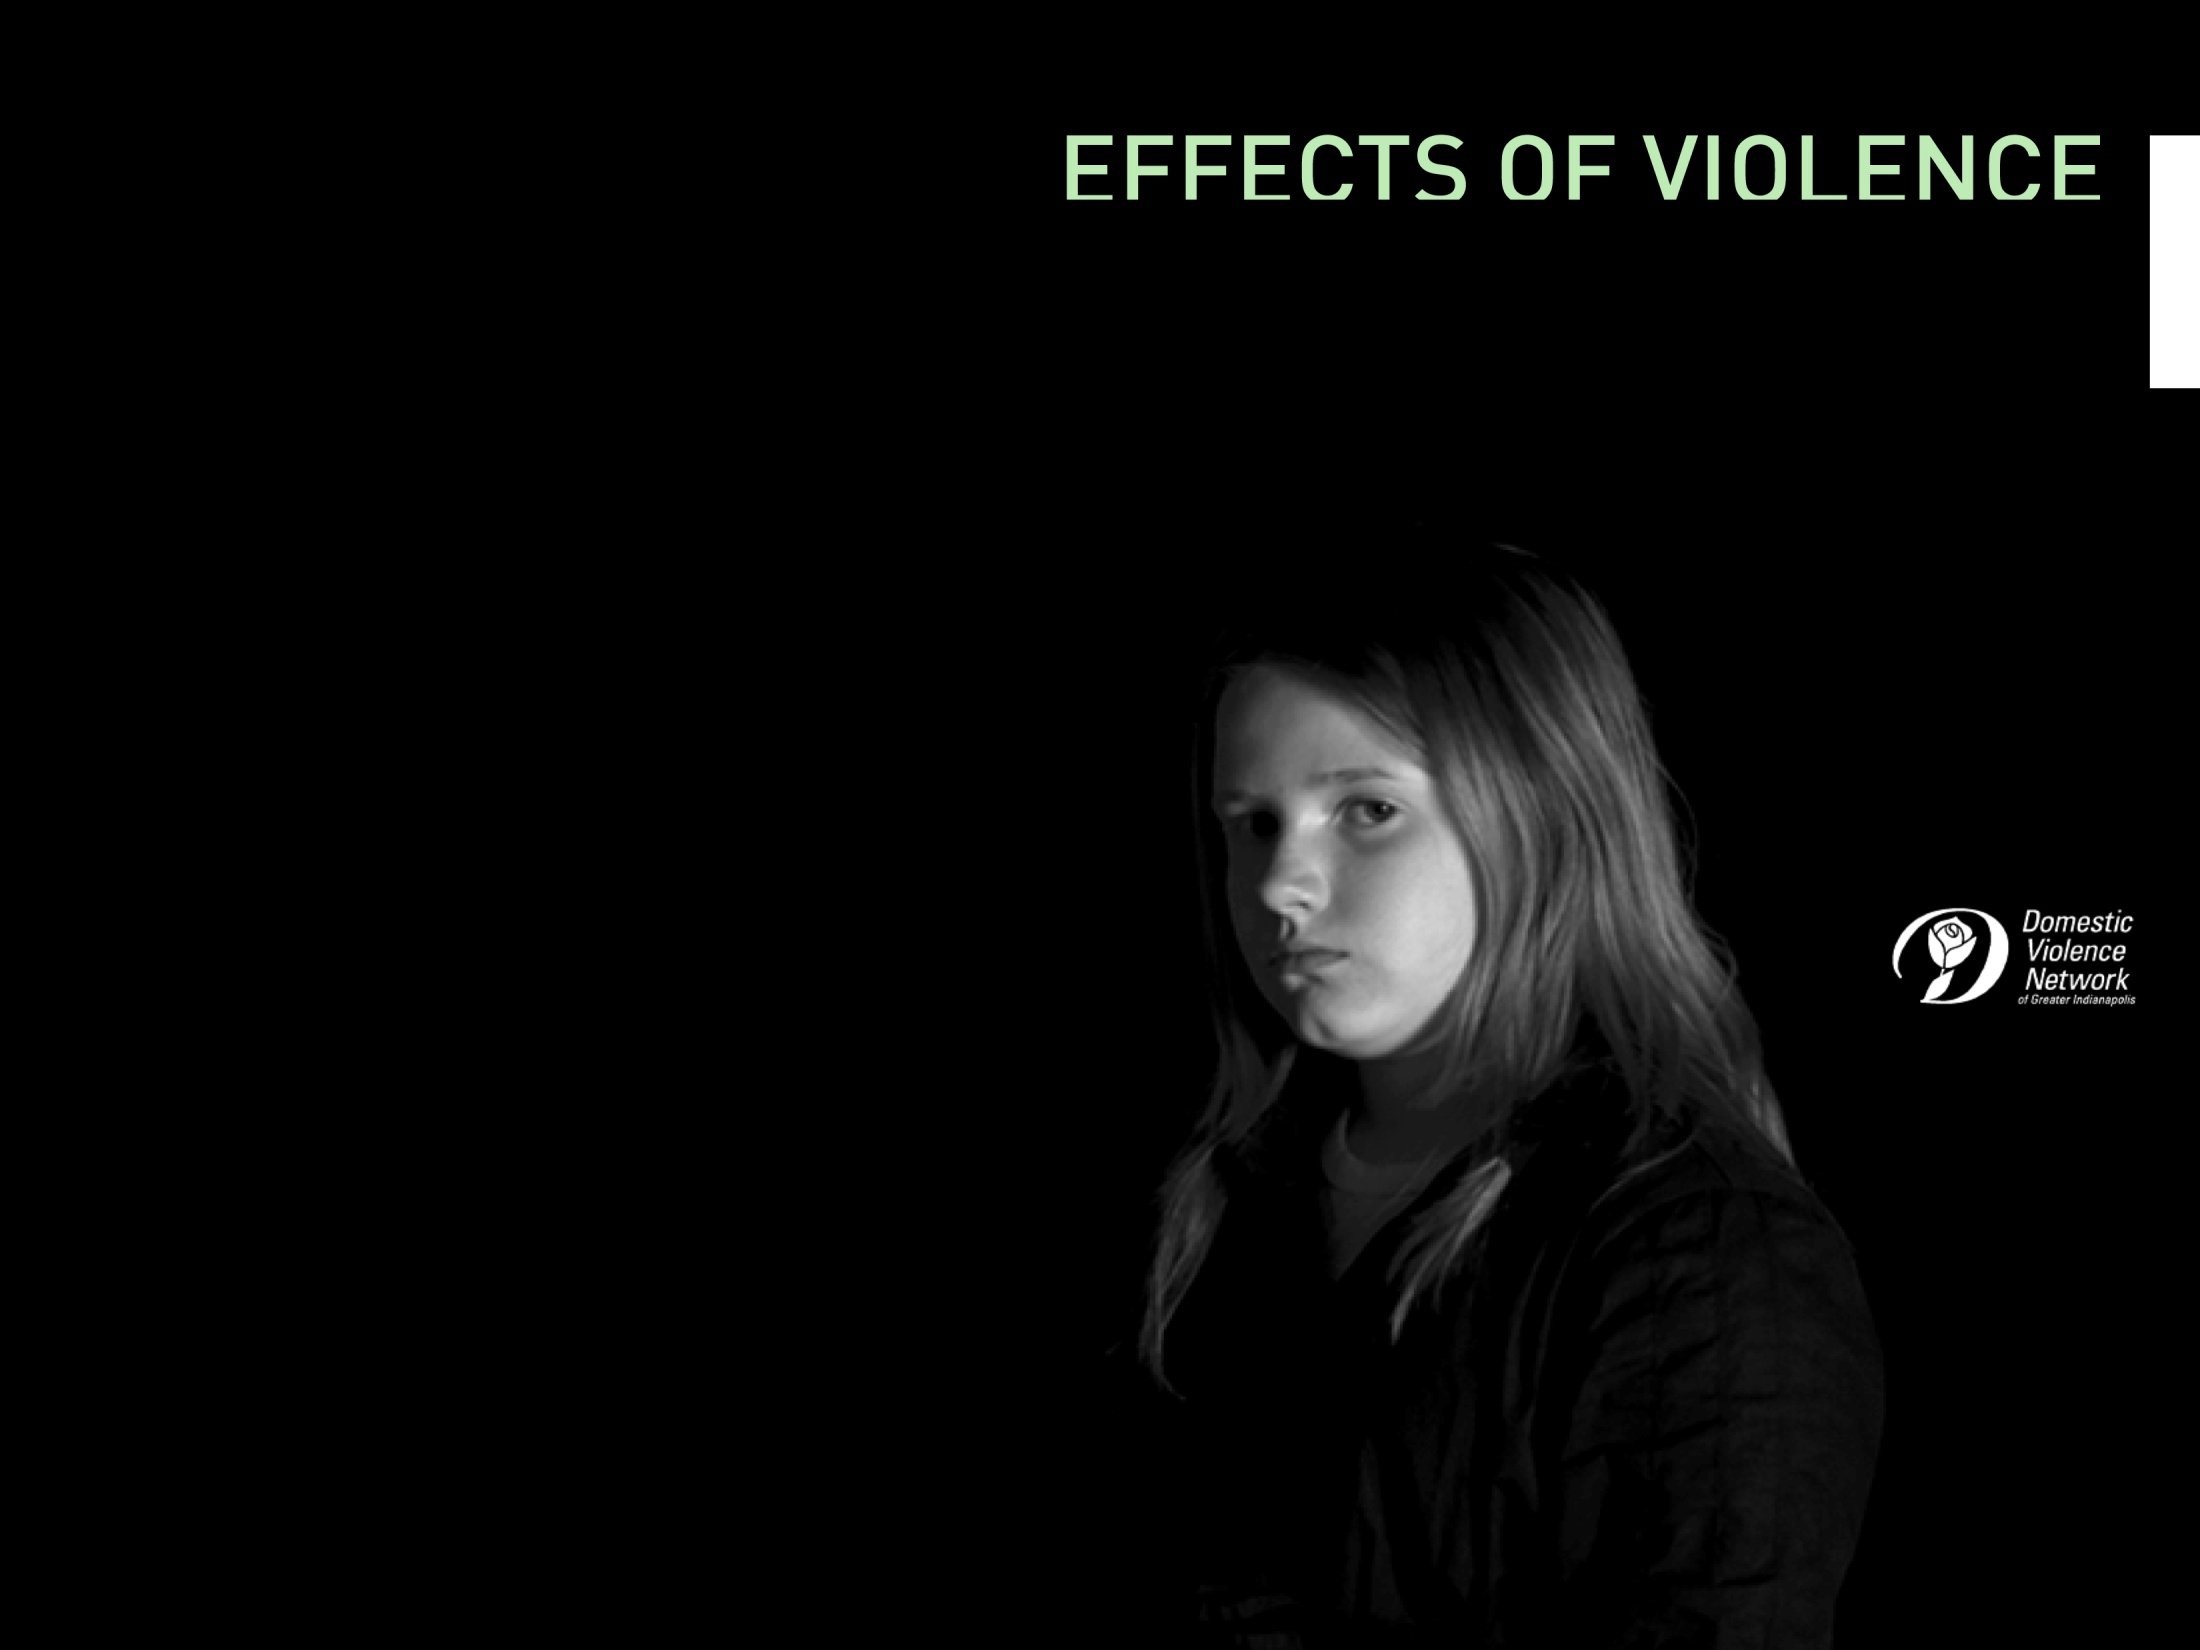 EFFECTS OF VIOLENCE
Domestic
Violence
Network
of Greater Indianapolis